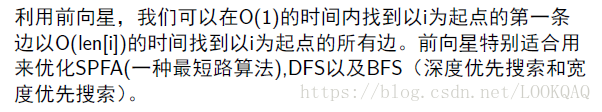 利用前向星，我们可以在O(1)的时间内找到以i为起点的第一条
边以O(len[i])的时间找到以i为起点的所有边。前向星特别适合用
来优化SPFA(一种最短路算法),DFS以及BFS（深度优先搜索和宽
度优先搜索）。
https://blog.csdn.net/LOOKQAQ